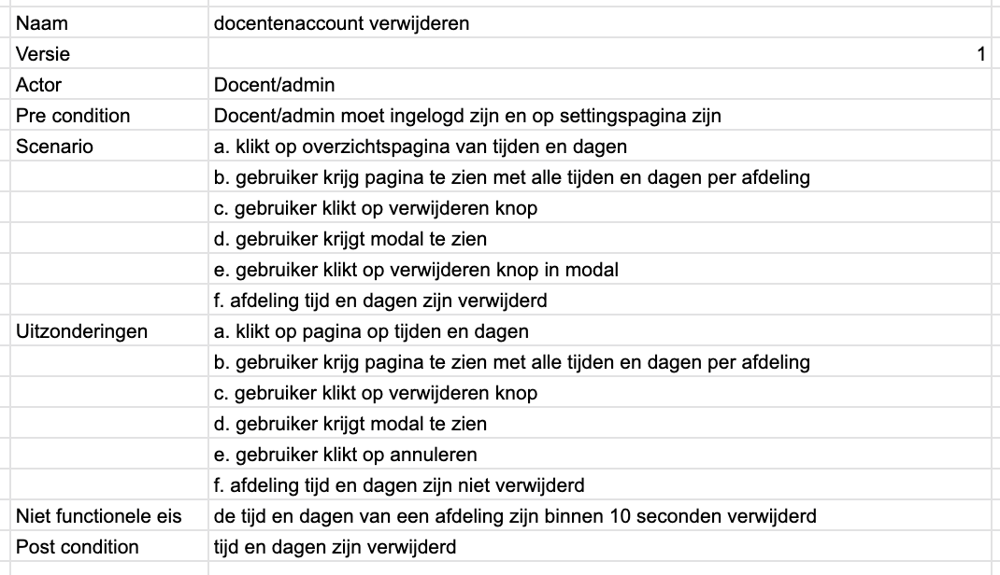 Naam docentenaccount verwijderen
Versie 1
Actor Docent/admin
Pre condition Docent/admin moet ingelogd zijn en op settingspagina zijn
Scenario a. klikt op overzichtspagina van tijden en dagen
b. gebruiker krijg pagina te zien met alle tijden en dagen per afdeling
c. gebruiker klikt op verwijderen knop
d. gebruiker krijgt modal te zien
e. gebruiker klikt op verwijderen knop in modal
f. afdeling tijd en dagen zijn verwijderd
Uitzonderingen a. klikt op pagina op tijden en dagen
b. gebruiker krijg pagina te zien met alle tijden en dagen per afdeling
c. gebruiker klikt op verwijderen knop
d. gebruiker krijgt modal te zien
e. gebruiker klikt op annuleren
f. afdeling tijd en dagen zijn niet verwijderd
Niet functionele eis de tijd en dagen van een afdeling zijn binnen 10 seconden verwijderd
Post condition tijd en dagen zijn verwijderd